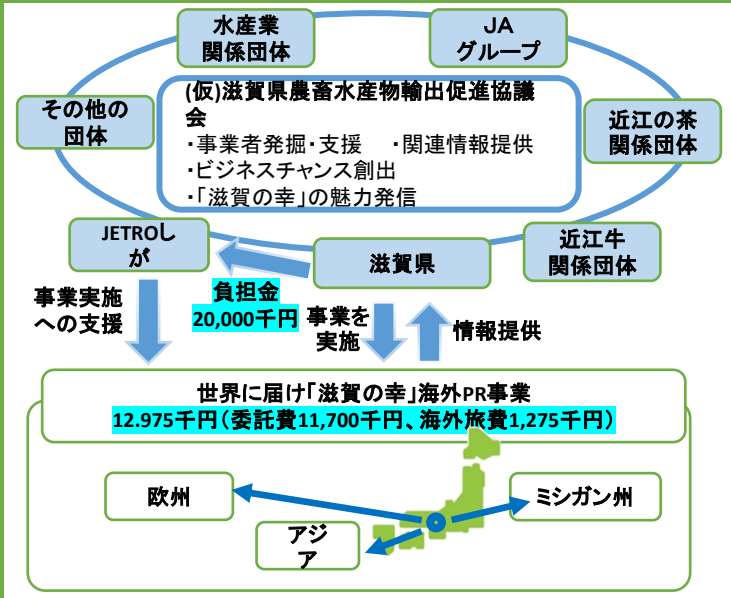 水産業
関係団体
JA
グループ
その他の
団体
(仮)滋賀県農畜水産物輸出促進協議
会
・事業者発掘・支援　・関連情報提供
・ビジネスチャンス創出
・「滋賀の幸」の魅力発信
近江の茶
関係団体
JETROし
が
滋賀県
近江牛
関係団体
事業実施
への支援
負担金
20,000千円
事業を
実施
情報提供
世界に届け「滋賀の幸」海外PR事業
12.975千円（委託費11,700千円、海外旅費1,275千円）
欧州
ミシガン州
アジ
ア